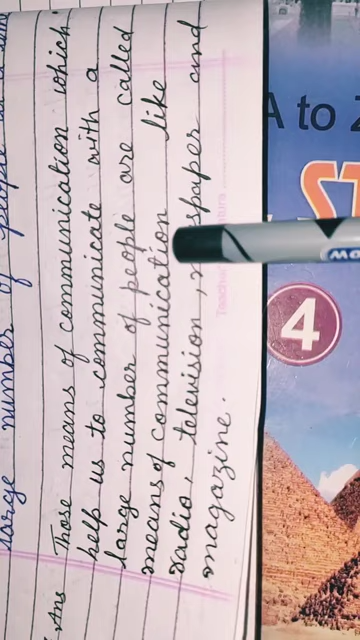 large number of people
Ans Those means of communication which
help us to communicate with a
large number of people are called
means of communication like
radio, television, newspaper and
magazine.
Teacher
A to Z
4